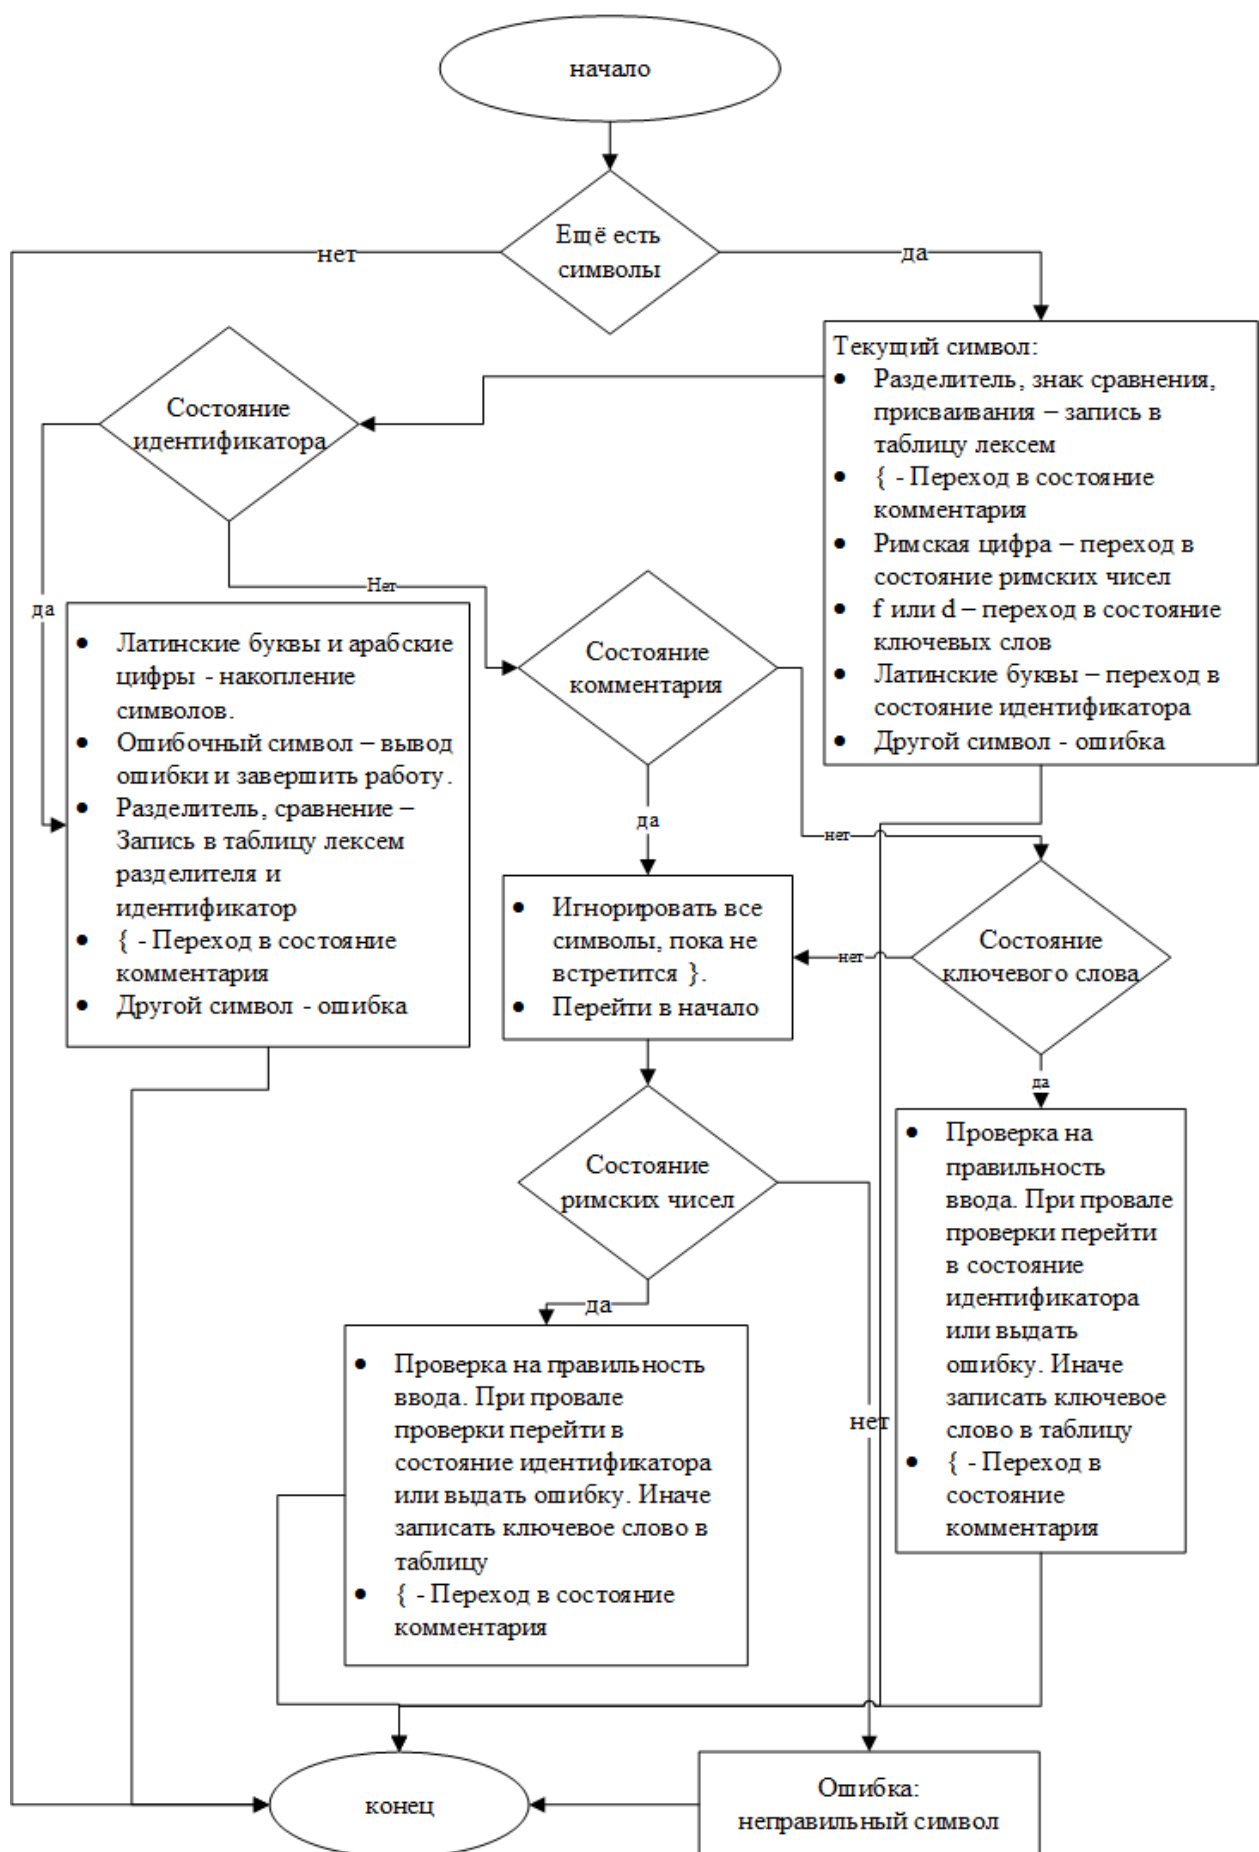 начало
Ещё есть
символы
нет
да
Текущий символ:
• Разделитель, знак сравнения,
присваивания – запись в
таблицу лексем
• { - Переход в состояние
комментария
• Римская цифра – переход в
состояние римских чисел
• f или d – переход в состояние
ключевых слов
• Латинские буквы – переход в
состояние идентификатора
• Другой символ - ошибка
Состояние
идентификатора
да
Нет
• Латинские буквы и арабские
цифры - накопление
символов.
• Ошибочный символ – вывод
ошибки и завершить работу.
• Разделитель, сравнение –
Запись в таблицу лексем
разделителя и
идентификатор
• { - Переход в состояние
комментария
• Другой символ - ошибка
Состояние
комментария
да
нет
• Игнорировать все
символы, пока не
встретится }.
• Перейти в начало
Состояние
ключевого слова
нет
да
• Проверка на
правильность
ввода. При провале
проверки перейти
в состояние
идентификатора
или выдать
ошибку. Иначе
записать ключевое
слово в таблицу
• { - Переход в
состояние
комментария
Состояние
римских чисел
да
нет
• Проверка на правильность
ввода. При провале
проверки перейти в
состояние идентификатора
или выдать ошибку. Иначе
записать ключевое слово в
таблицу
• { - Переход в состояние
комментария
конец
Ошибка:
неправильный символ